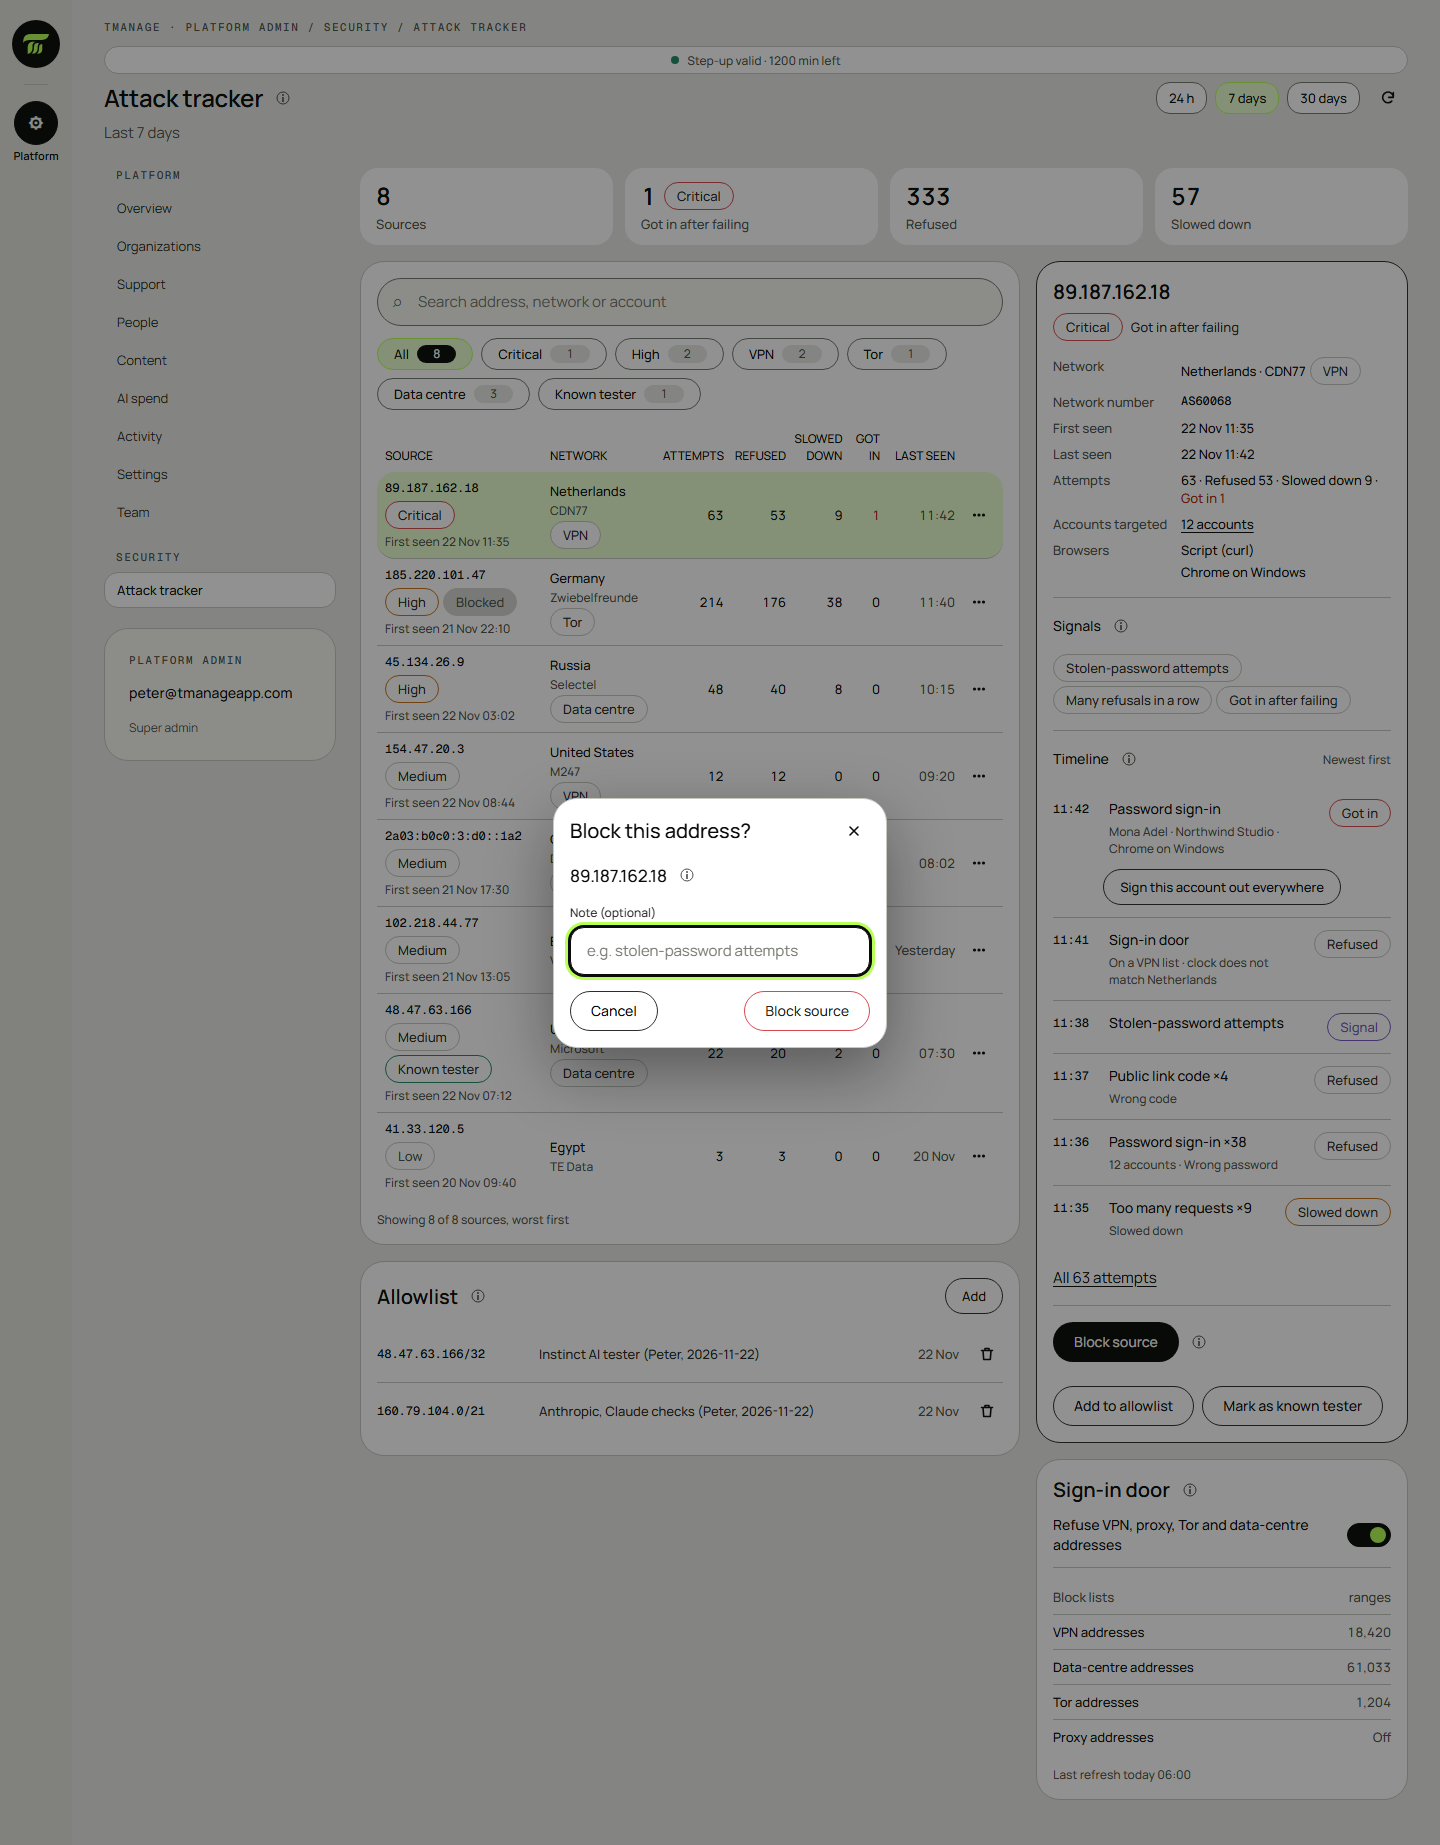 TMANAGE · PLATFORM ADMIN / SECURITY / ATTACK TRACKER
Step-up valid · 1200 min left
Attack tracker
24 h
7 days
30 days
Last 7 days
Platform
PLATFORM
Overview
Organizations
Support
People
Content
AI spend
Activity
Settings
Team
SECURITY
Attack tracker
PLATFORM ADMIN
peter@tmanageapp.com
Super admin
8
Sources
1 Critical
Got in after failing
333
Refused
57
Slowed down
Search address, network or account
All 8
Critical 1
High 2
VPN 2
Tor 1
Data centre 3
Known tester 1
SOURCE NETWORK ATTEMPTS REFUSED SLOWED DOWN GOT IN LAST SEEN
89.187.162.18
Critical
First seen 22 Nov 11:35
Netherlands
CDN77
VPN
63 53 9 1 11:42
185.220.101.47
High Blocked
First seen 21 Nov 22:10
Germany
Zwiebelfreunde
Tor
214 176 38 0 11:40
45.134.26.9
High
First seen 22 Nov 03:02
Russia
Selectel
Data centre
48 40 8 0 10:15
154.47.20.3
Medium
First seen 22 Nov 08:44
United States
M247
VPN
12 12 0 0 09:20
2a03:b0c0:3:d0::1a2
Medium
First seen 21 Nov 17:30
08:02
102.218.44.77
Medium
First seen 21 Nov 13:05
Yesterday
48.47.63.166
Medium
Known tester
First seen 22 Nov 07:12
Microsoft
Data centre
22 20 2 0 07:30
41.33.120.5
Low
First seen 20 Nov 09:40
Egypt
TE Data
3 3 0 0 20 Nov
Showing 8 of 8 sources, worst first
Block this address?
89.187.162.18
Note (optional)
e.g. stolen-password attempts
Cancel
Block source
Allowlist
Add
48.47.63.166/32 Instinct AI tester (Peter, 2026-11-22) 22 Nov
160.79.104.0/21 Anthropic, Claude checks (Peter, 2026-11-22) 22 Nov
89.187.162.18
Critical Got in after failing
Network Netherlands · CDN77 VPN
Network number AS60068
First seen 22 Nov 11:35
Last seen 22 Nov 11:42
Attempts 63 · Refused 53 · Slowed down 9 ·
Got in 1
Accounts targeted 12 accounts
Browsers Script (curl)
Chrome on Windows
Signals
Stolen-password attempts
Many refusals in a row
Got in after failing
Timeline Newest first
11:42 Password sign-in Got in
Mona Adel · Northwind Studio ·
Chrome on Windows
Sign this account out everywhere
11:41 Sign-in door Refused
On a VPN list · clock does not
match Netherlands
11:38 Stolen-password attempts Signal
11:37 Public link code ×4 Refused
Wrong code
11:36 Password sign-in ×38 Refused
12 accounts · Wrong password
11:35 Too many requests ×9 Slowed down
Slowed down
All 63 attempts
Block source
Add to allowlist
Mark as known tester
Sign-in door
Refuse VPN, proxy, Tor and data-centre
addresses
Block lists ranges
VPN addresses 18,420
Data-centre addresses 61,033
Tor addresses 1,204
Proxy addresses Off
Last refresh today 06:00